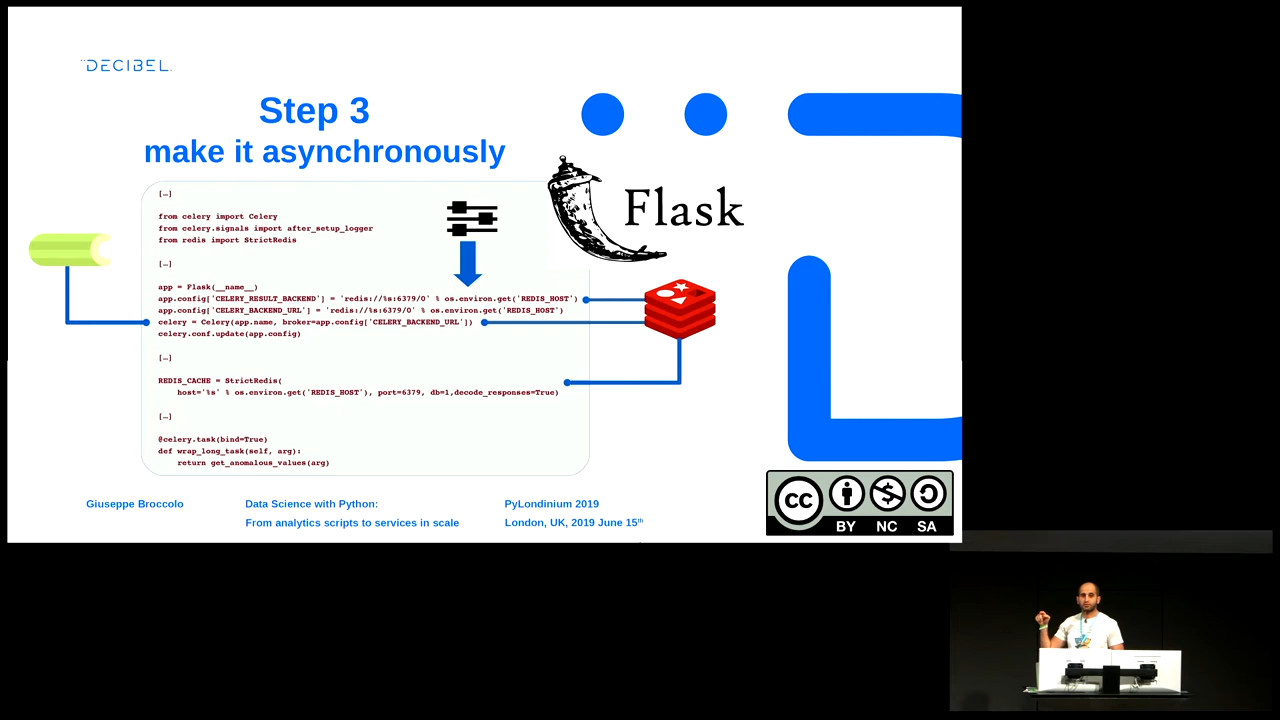 DECIBEL
Step 3
make it asynchronously
Flask
[…]
from celery import Celery
from celery.signals import after_setup_logger
from redis import StrictRedis
[…]
app = Flask(__name__)
app.config['CELERY_RESULT_BACKEND'] = 'redis://%s:6379/0' % os.environ.get('REDIS_HOST')
app.config['CELERY_BACKEND_URL'] = 'redis://%s:6379/0' % os.environ.get('REDIS_HOST')
celery = Celery(app.name, broker=app.config['CELERY_BACKEND_URL'])
celery.conf.update(app.config)
[…]
REDIS_CACHE = StrictRedis(
host='%s' % os.environ.get('REDIS_HOST'), port=6379, db=1,decode_responses=True)
[…]
@celery.task(bind=True)
def wrap_long_task(self, arg):
return get_anomalous_values(arg)
Giuseppe Broccolo
Data Science with Python:
From analytics scripts to services in scale
PyLondinium 2019
London, UK, 2019 June 15th
CC
BY NC SA